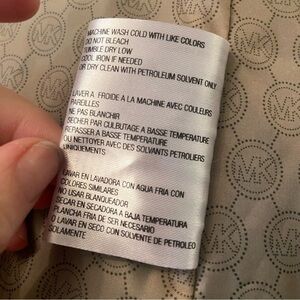 MACHINE WASH COLD WITH LIKE COLORS
DO NOT BLEACH
TUMBLE DRY LOW
COOL IRON IF NEEDED
OR DRY CLEAN WITH PETROLEUM SOLVENT ONLY
LAVER A FROIDE A LA MACHINE AVEC COULEURS
PAREILLES
NE PAS BLANCHIR
SECHER PAR CULBUTAGE A BASSE TEMPERATURE
REPASSER A BASSE TEMPERATURE
OU NETTOYER AVEC DES SOLVANTS PETROLIERS
UNIQUEMENTS
LAVAR EN LAVADORA CON AGUA FRIA CON
COLORES SIMILARES
NO USAR BLANQUEADOR
SECAR EN SECADORA A BAJA TEMPERATURA
PLANCHA FRIA DE SER NECESARIO
O LAVAR EN SECO CON SOLVENTE DE PETROLEO
SOLAMENTE
MK